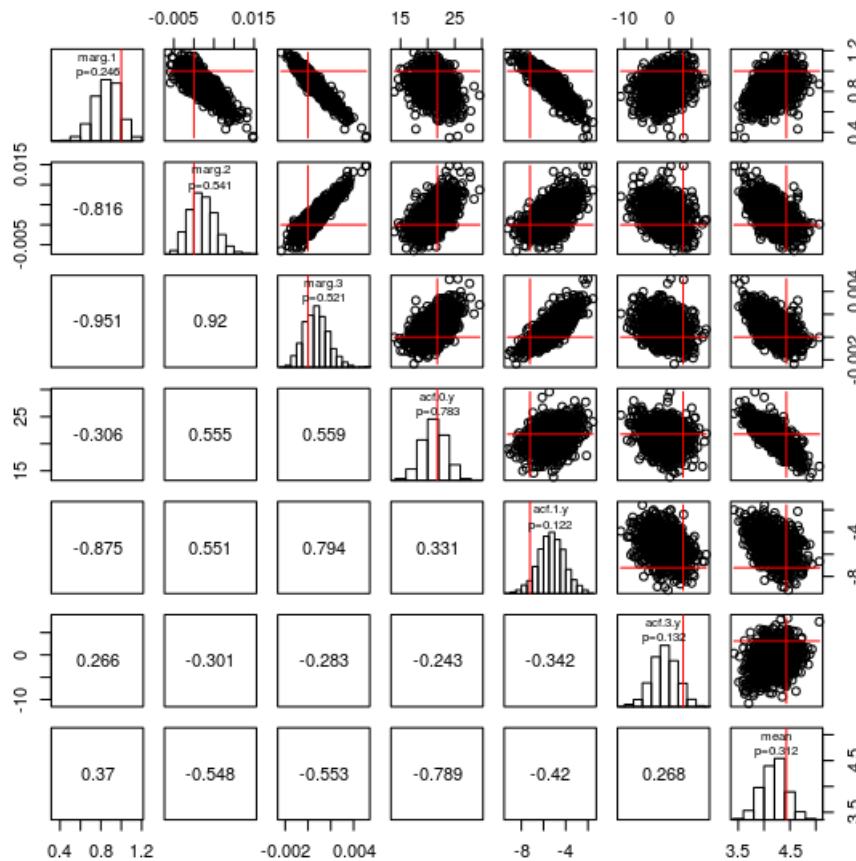 -0.005 0.015 15 25 -10 0
marg.1
p=0.246
0.4 0.8 1.2
-0.005 0.015
-0.816
marg.2
p=0.541
-0.951 0.92
marg.3
p=0.521
-0.002 0.004
15 25
-0.306 0.555 0.559
acf.0.y
p=0.783
-0.875 0.551 0.794 0.331
acf.1.y
p=0.122
-8 -4
-10 0
0.266 -0.301 -0.283 -0.243 -0.342
acf.3.y
p=0.132
0.37 -0.548 -0.553 -0.789 -0.42 0.268
mean
p=0.312
3.5 4.5
0.4 0.8 1.2 -0.002 0.004 -8 -4 3.5 4.5